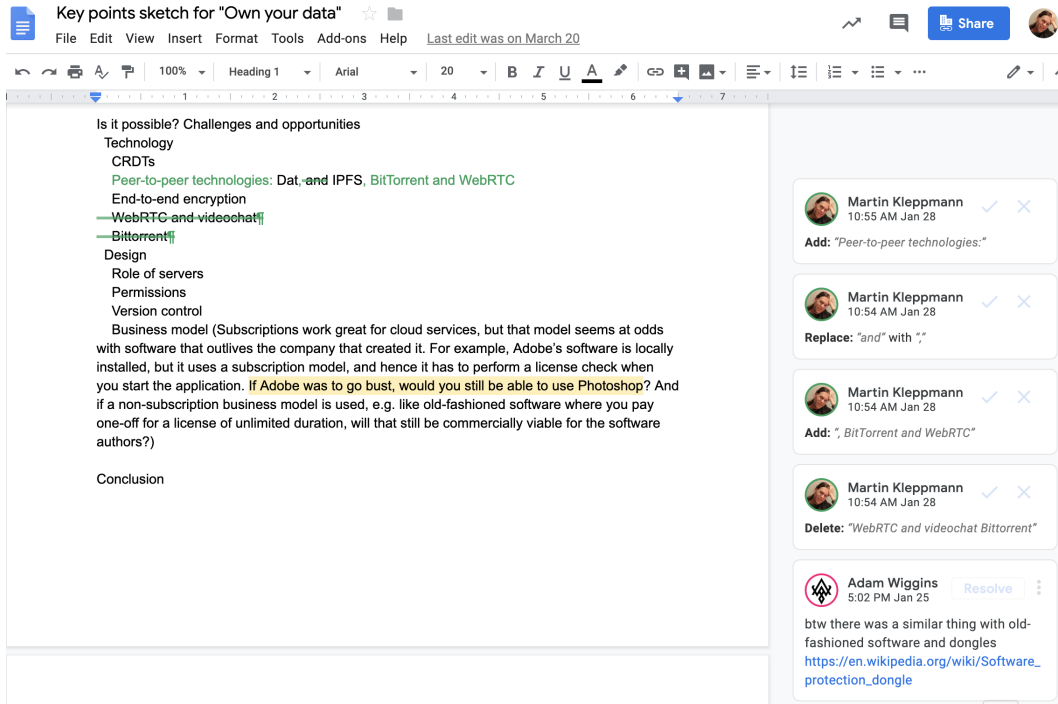 Key points sketch for "Own your data"
File Edit View Insert Format Tools Add-ons Help Last edit was on March 20
Share
100% Heading 1 Arial 20 B I U A
1 2 3 4 5 6 7
Is it possible? Challenges and opportunities
Technology
CRDTs
Peer-to-peer technologies: Dat, and IPFS, BitTorrent and WebRTC
End-to-end encryption
WebRTC and videochat¶
Bittorrent¶
Design
Role of servers
Permissions
Version control
Business model (Subscriptions work great for cloud services, but that model seems at odds
with software that outlives the company that created it. For example, Adobe's software is locally
installed, but it uses a subscription model, and hence it has to perform a license check when
you start the application. If Adobe was to go bust, would you still be able to use Photoshop? And
if a non-subscription business model is used, e.g. like old-fashioned software where you pay
one-off for a license of unlimited duration, will that still be commercially viable for the software
authors?)
Conclusion
Martin Kleppmann
10:55 AM Jan 28
Add: "Peer-to-peer technologies:"
Martin Kleppmann
10:54 AM Jan 28
Replace: "and" with ","
Martin Kleppmann
10:54 AM Jan 28
Add: ", BitTorrent and WebRTC"
Martin Kleppmann
10:54 AM Jan 28
Delete: "WebRTC and videochat Bittorrent"
Adam Wiggins
5:02 PM Jan 25
Resolve
btw there was a similar thing with old-
fashioned software and dongles
https://en.wikipedia.org/wiki/Software_
protection_dongle